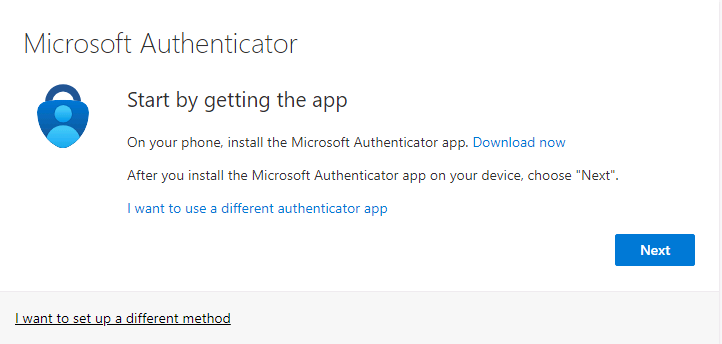 Microsoft Authenticator
Start by getting the app
On your phone, install the Microsoft Authenticator app. Download now
After you install the Microsoft Authenticator app on your device, choose "Next".
I want to use a different authenticator app
Next
I want to set up a different method